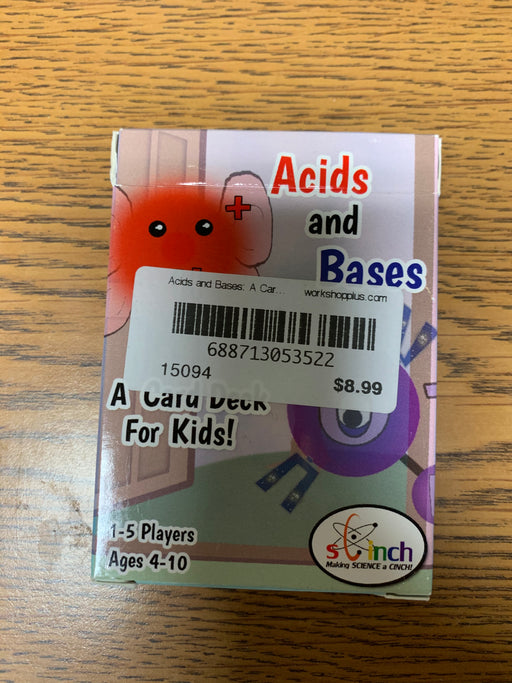 Acids
and
Bases
Acids and Bases: A Car... workshopplus.com
688713053522
15094
$8.99
A Card Deck
For Kids!
1-5 Players
Ages 4-10
scinch
Making SCIENCE a CINCH!